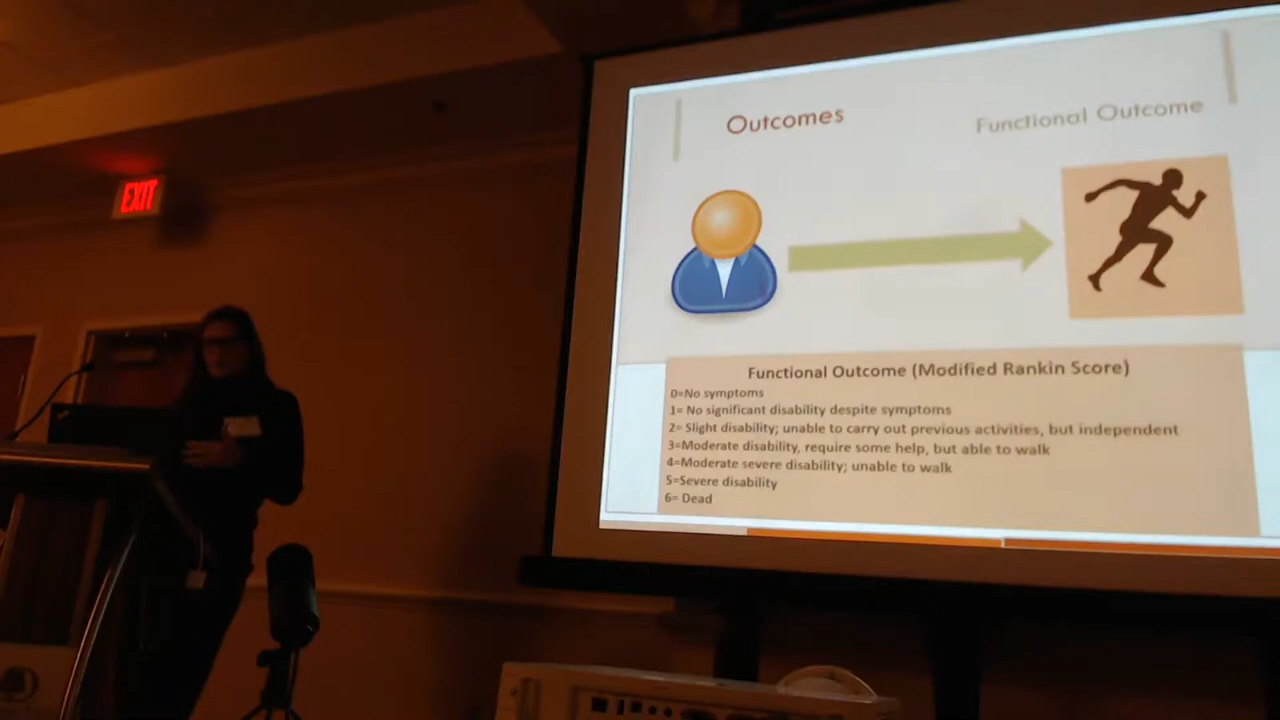 EXIT
Outcomes
Functional Outcome
Functional Outcome (Modified Rankin Score)
0=No symptoms
1= No significant disability despite symptoms
2= Slight disability; unable to carry out previous activities, but independent
3=Moderate disability, require some help, but able to walk
4=Moderate severe disability; unable to walk
5=Severe disability
6= Dead